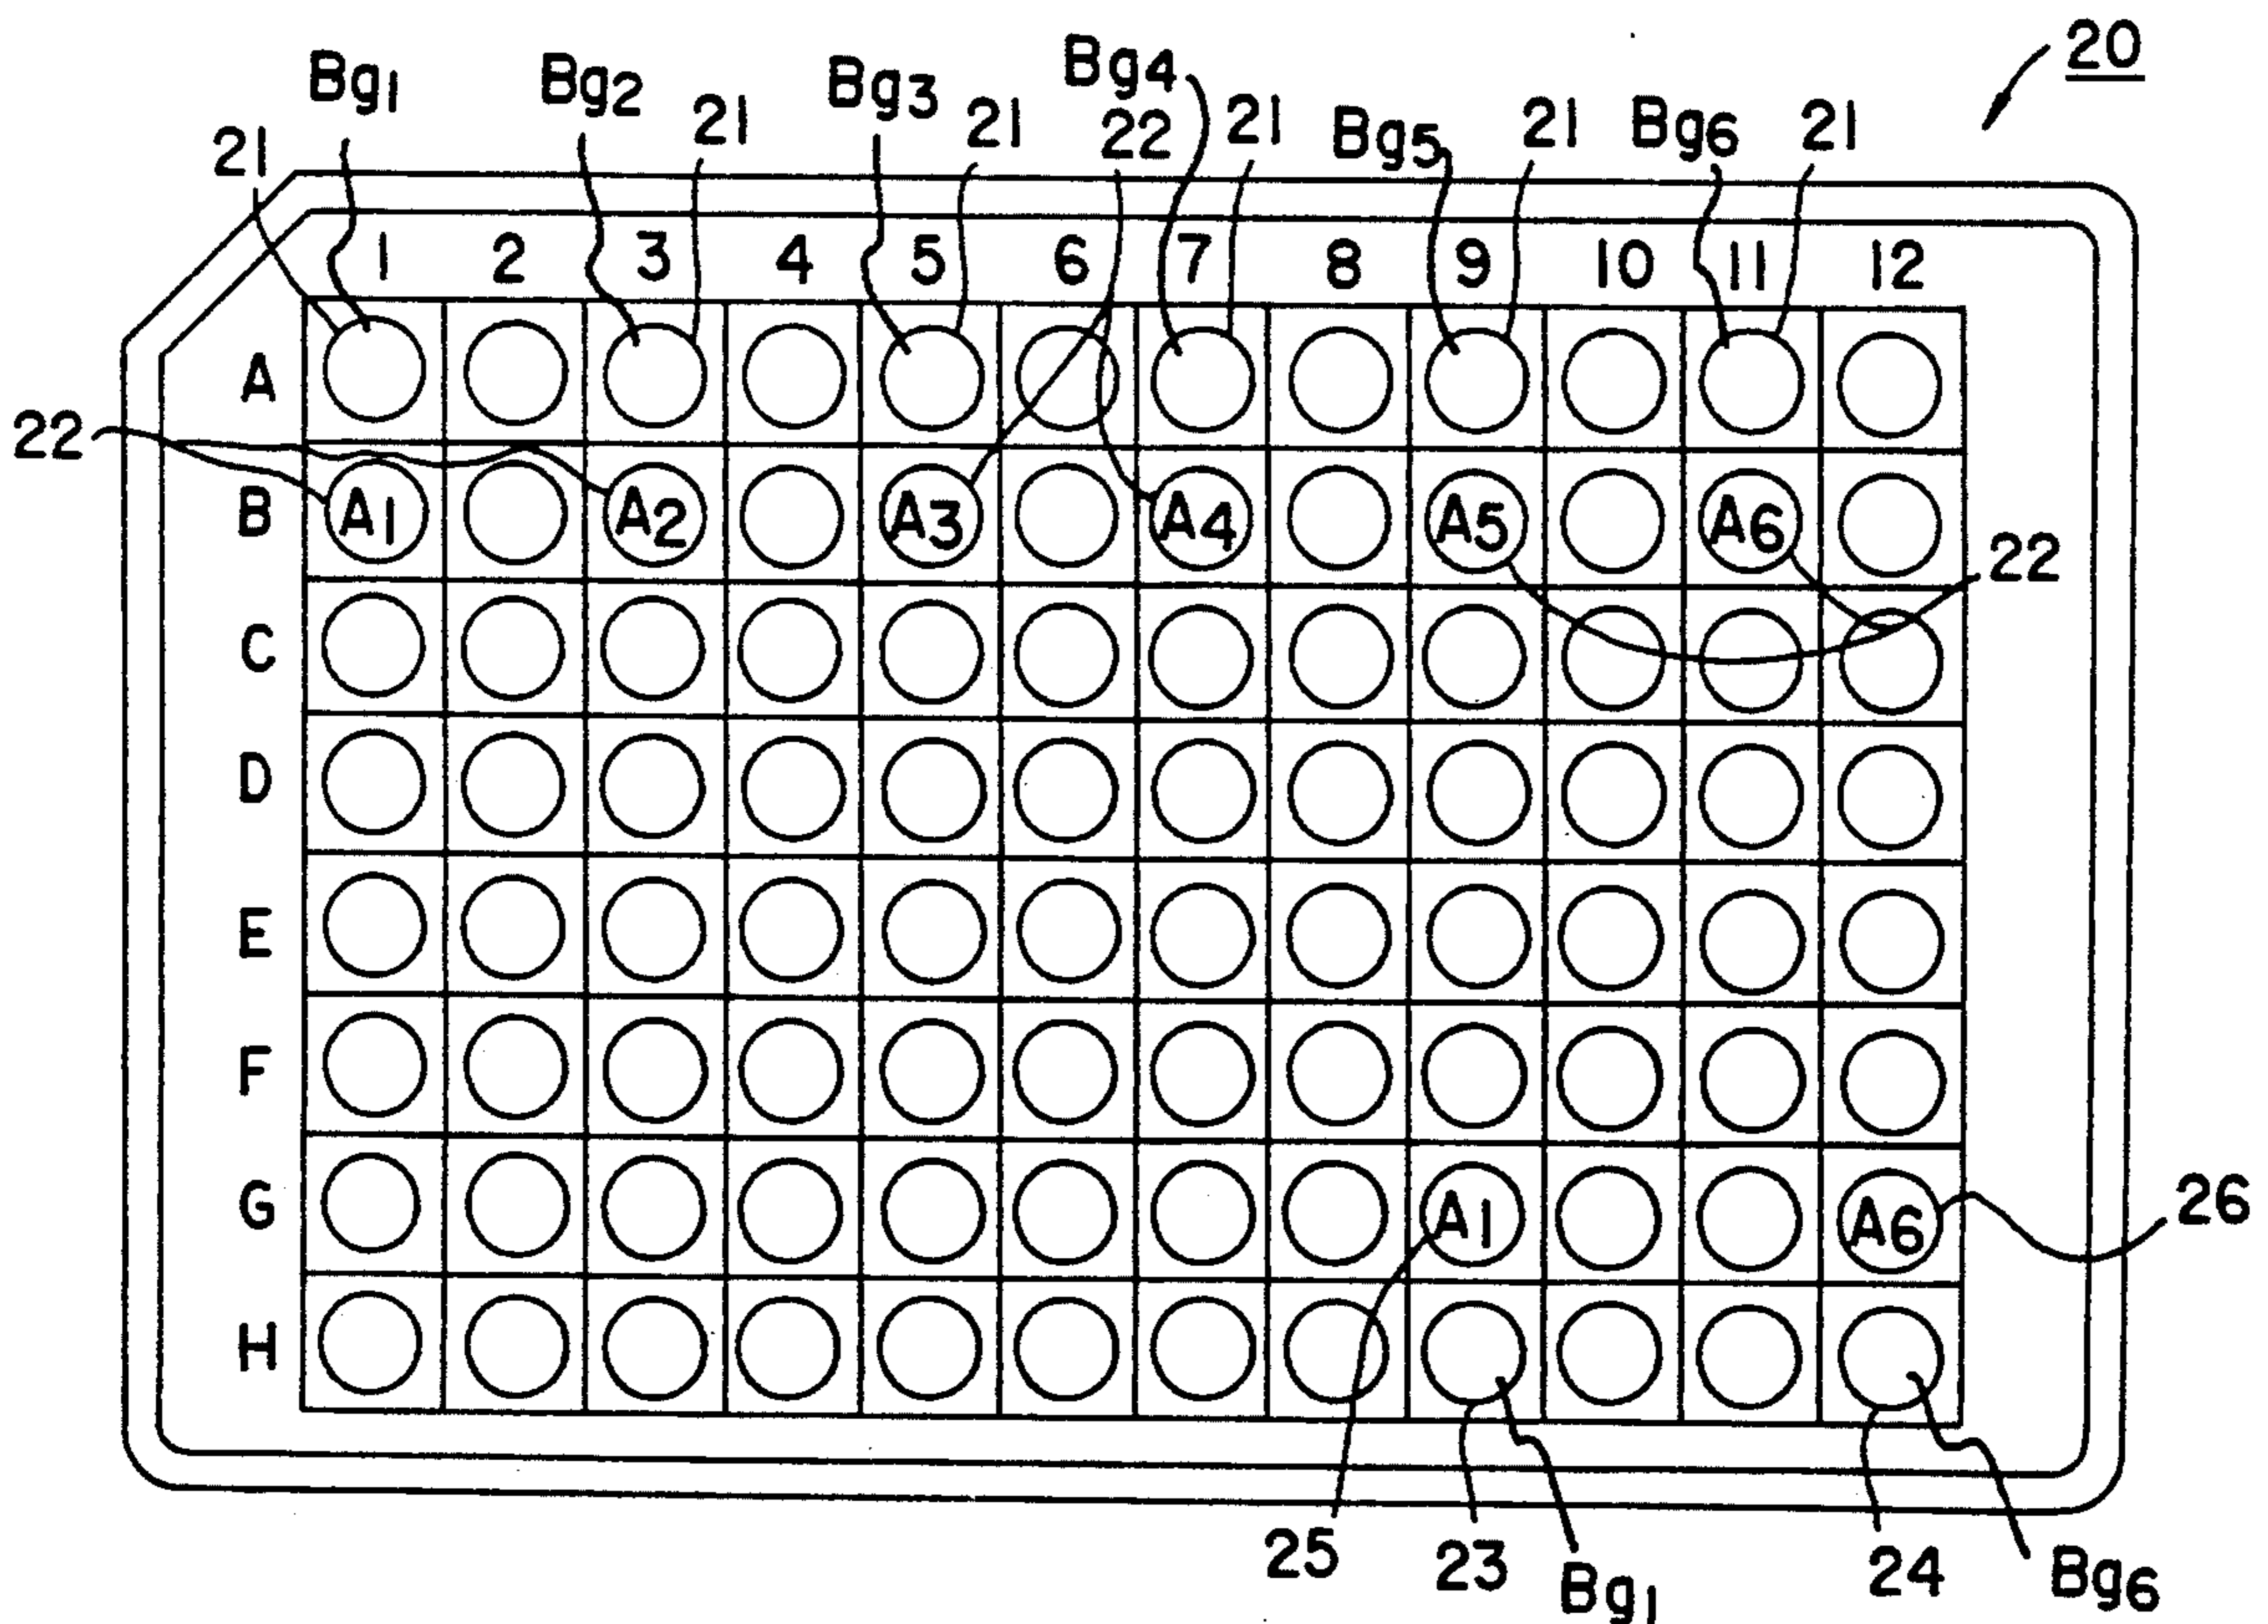 20
Bg1 Bg2 21 Bg3 21 Bg4 22 21 Bg5 21 Bg6 21
21
1 2 3 4 5 6 7 8 9 10 11 12
A
22
B A1 A2 A3 A4 A5 A6
22
C
D
E
F
G A1 A6 26
H
25 23 Bg1 24 Bg6